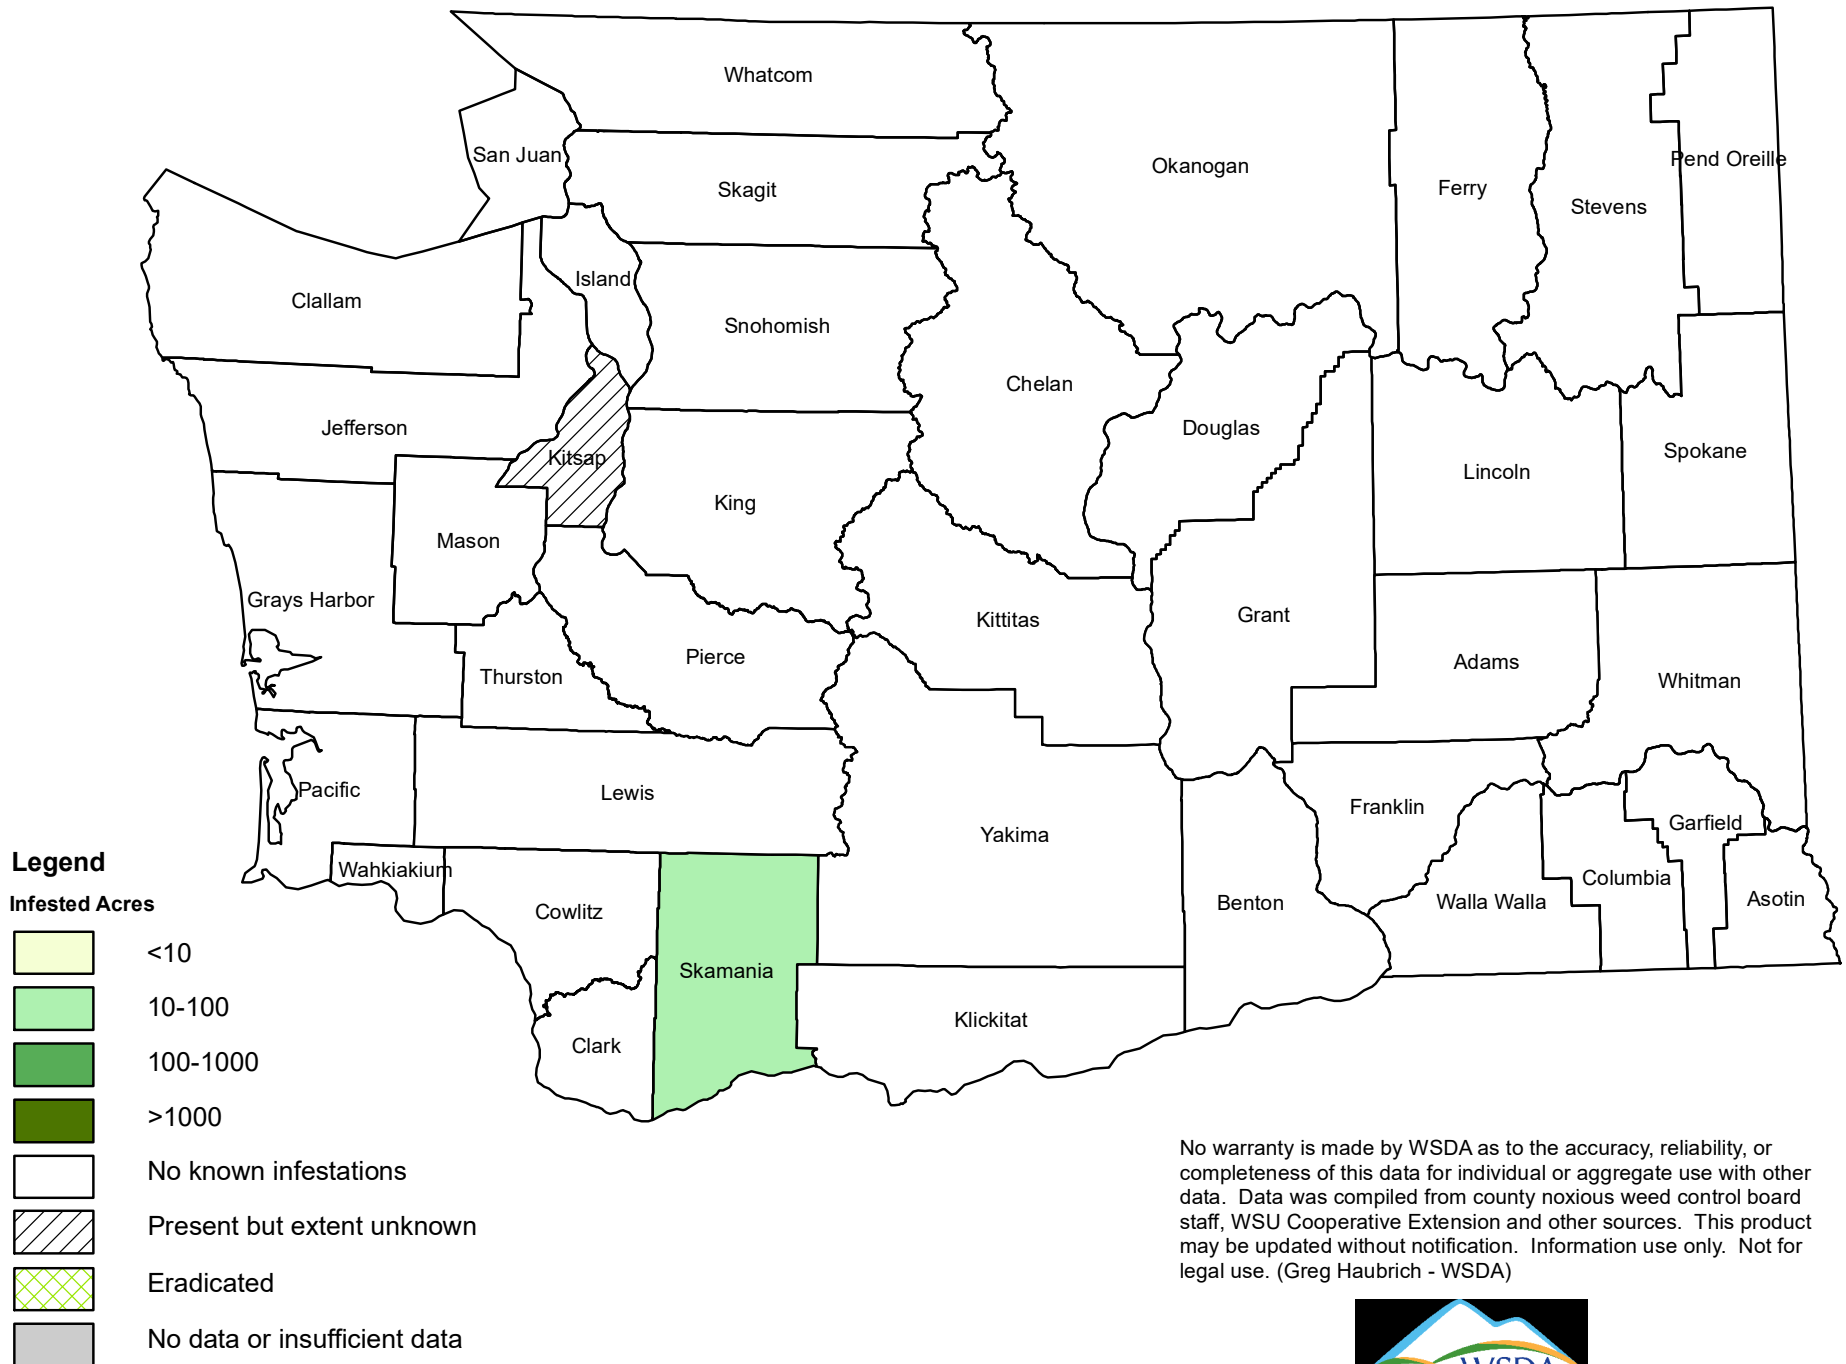 Whatcom
San Juan
Skagit
Okanogan
Ferry
Stevens
Pend Oreille
Clallam
Island
Snohomish
Chelan
Jefferson
Kitsap
Douglas
Lincoln
Spokane
King
Mason
Grays Harbor
Kittitas
Grant
Pierce
Thurston
Adams
Whitman
Pacific
Lewis
Yakima
Franklin
Garfield
Wahkiakium
Cowlitz
Benton
Walla Walla
Columbia
Asotin
Skamania
Klickitat
Clark
Legend
Infested Acres
<10
10-100
100-1000
>1000
No known infestations
Present but extent unknown
Eradicated
No data or insufficient data
No warranty is made by WSDA as to the accuracy, reliability, or
completeness of this data for individual or aggregate use with other
data.  Data was compiled from county noxious weed control board
staff, WSU Cooperative Extension and other sources.  This product
may be updated without notification.  Information use only.  Not for
legal use. (Greg Haubrich - WSDA)
WSDA